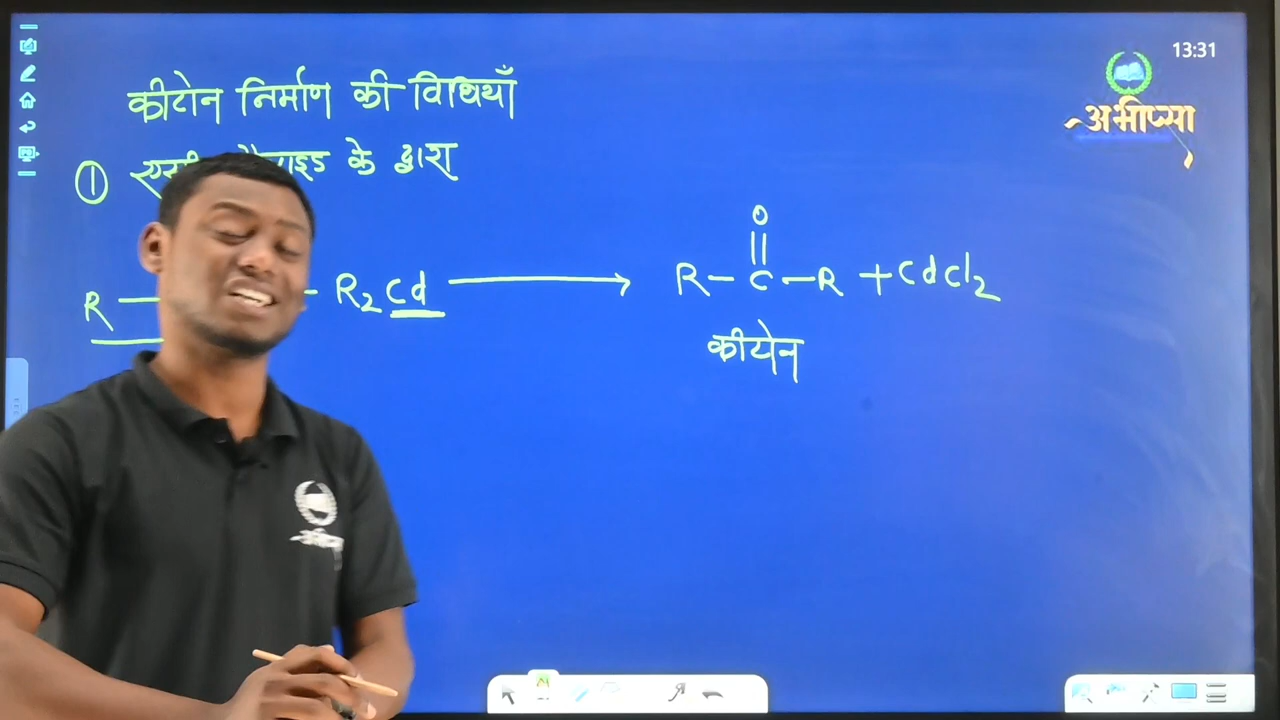 13:31
अभीप्सा
कीटोन निर्माण की विधियाँ
① के द्वारा
R — R₂Cd ⟶ R–C–R + CdCl₂
O
कीटोन